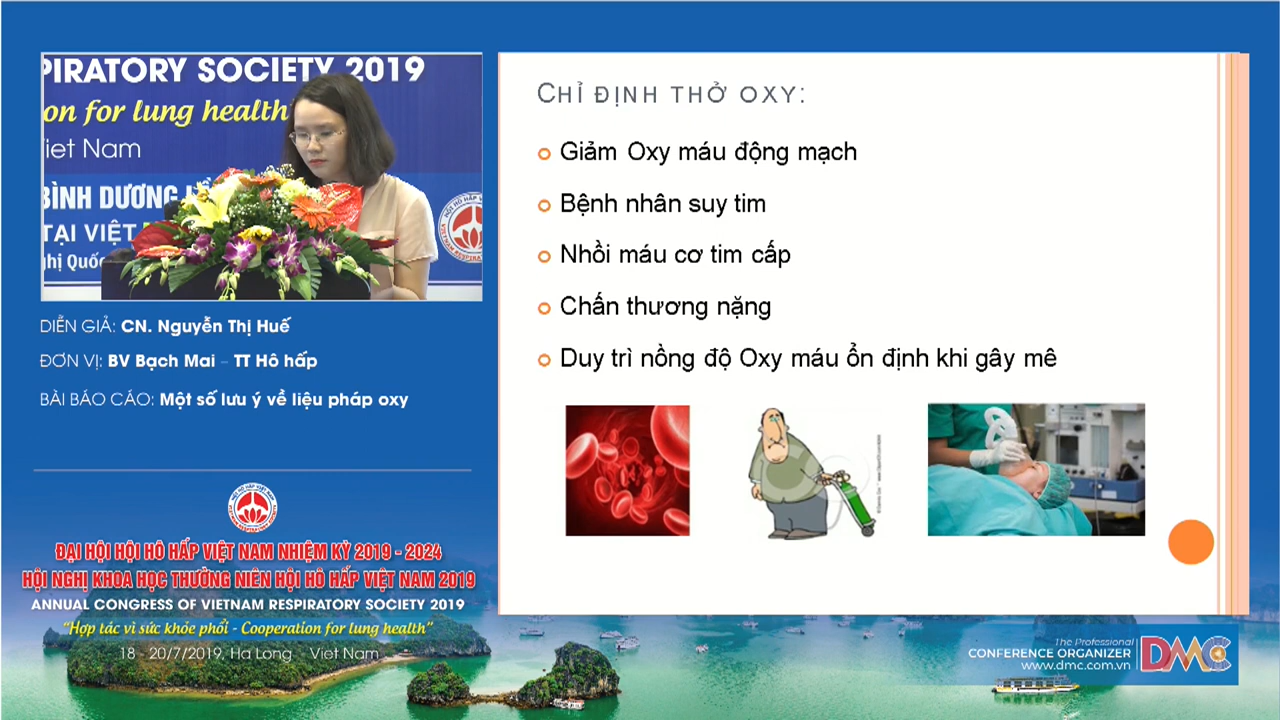 PIRATORY SOCIETY 2019
on for lung health
Viet Nam
BÌNH DƯƠNG
TẠI VIỆT
ghị Quốc
DIỄN GIẢ: CN. Nguyễn Thị Huế
ĐƠN VỊ: BV Bạch Mai – TT Hô hấp
BÀI BÁO CÁO: Một số lưu ý về liệu pháp oxy
ĐẠI HỘI HỘI HÔ HẤP VIỆT NAM NHIỆM KỲ 2019 - 2024
HỘI NGHỊ KHOA HỌC THƯỜNG NIÊN HỘI HÔ HẤP VIỆT NAM 2019
ANNUAL CONGRESS OF VIETNAM RESPIRATORY SOCIETY 2019
"Hợp tác vì sức khỏe phổi - Cooperation for lung health"
18 - 20/7/2019, Ha Long Viet Nam
CHỈ ĐỊNH THỞ OXY:
Giảm Oxy máu động mạch
Bệnh nhân suy tim
Nhồi máu cơ tim cấp
Chấn thương nặng
Duy trì nồng độ Oxy máu ổn định khi gây mê
The Professional
CONFERENCE ORGANIZER
www.dmc.com.vn
DMC